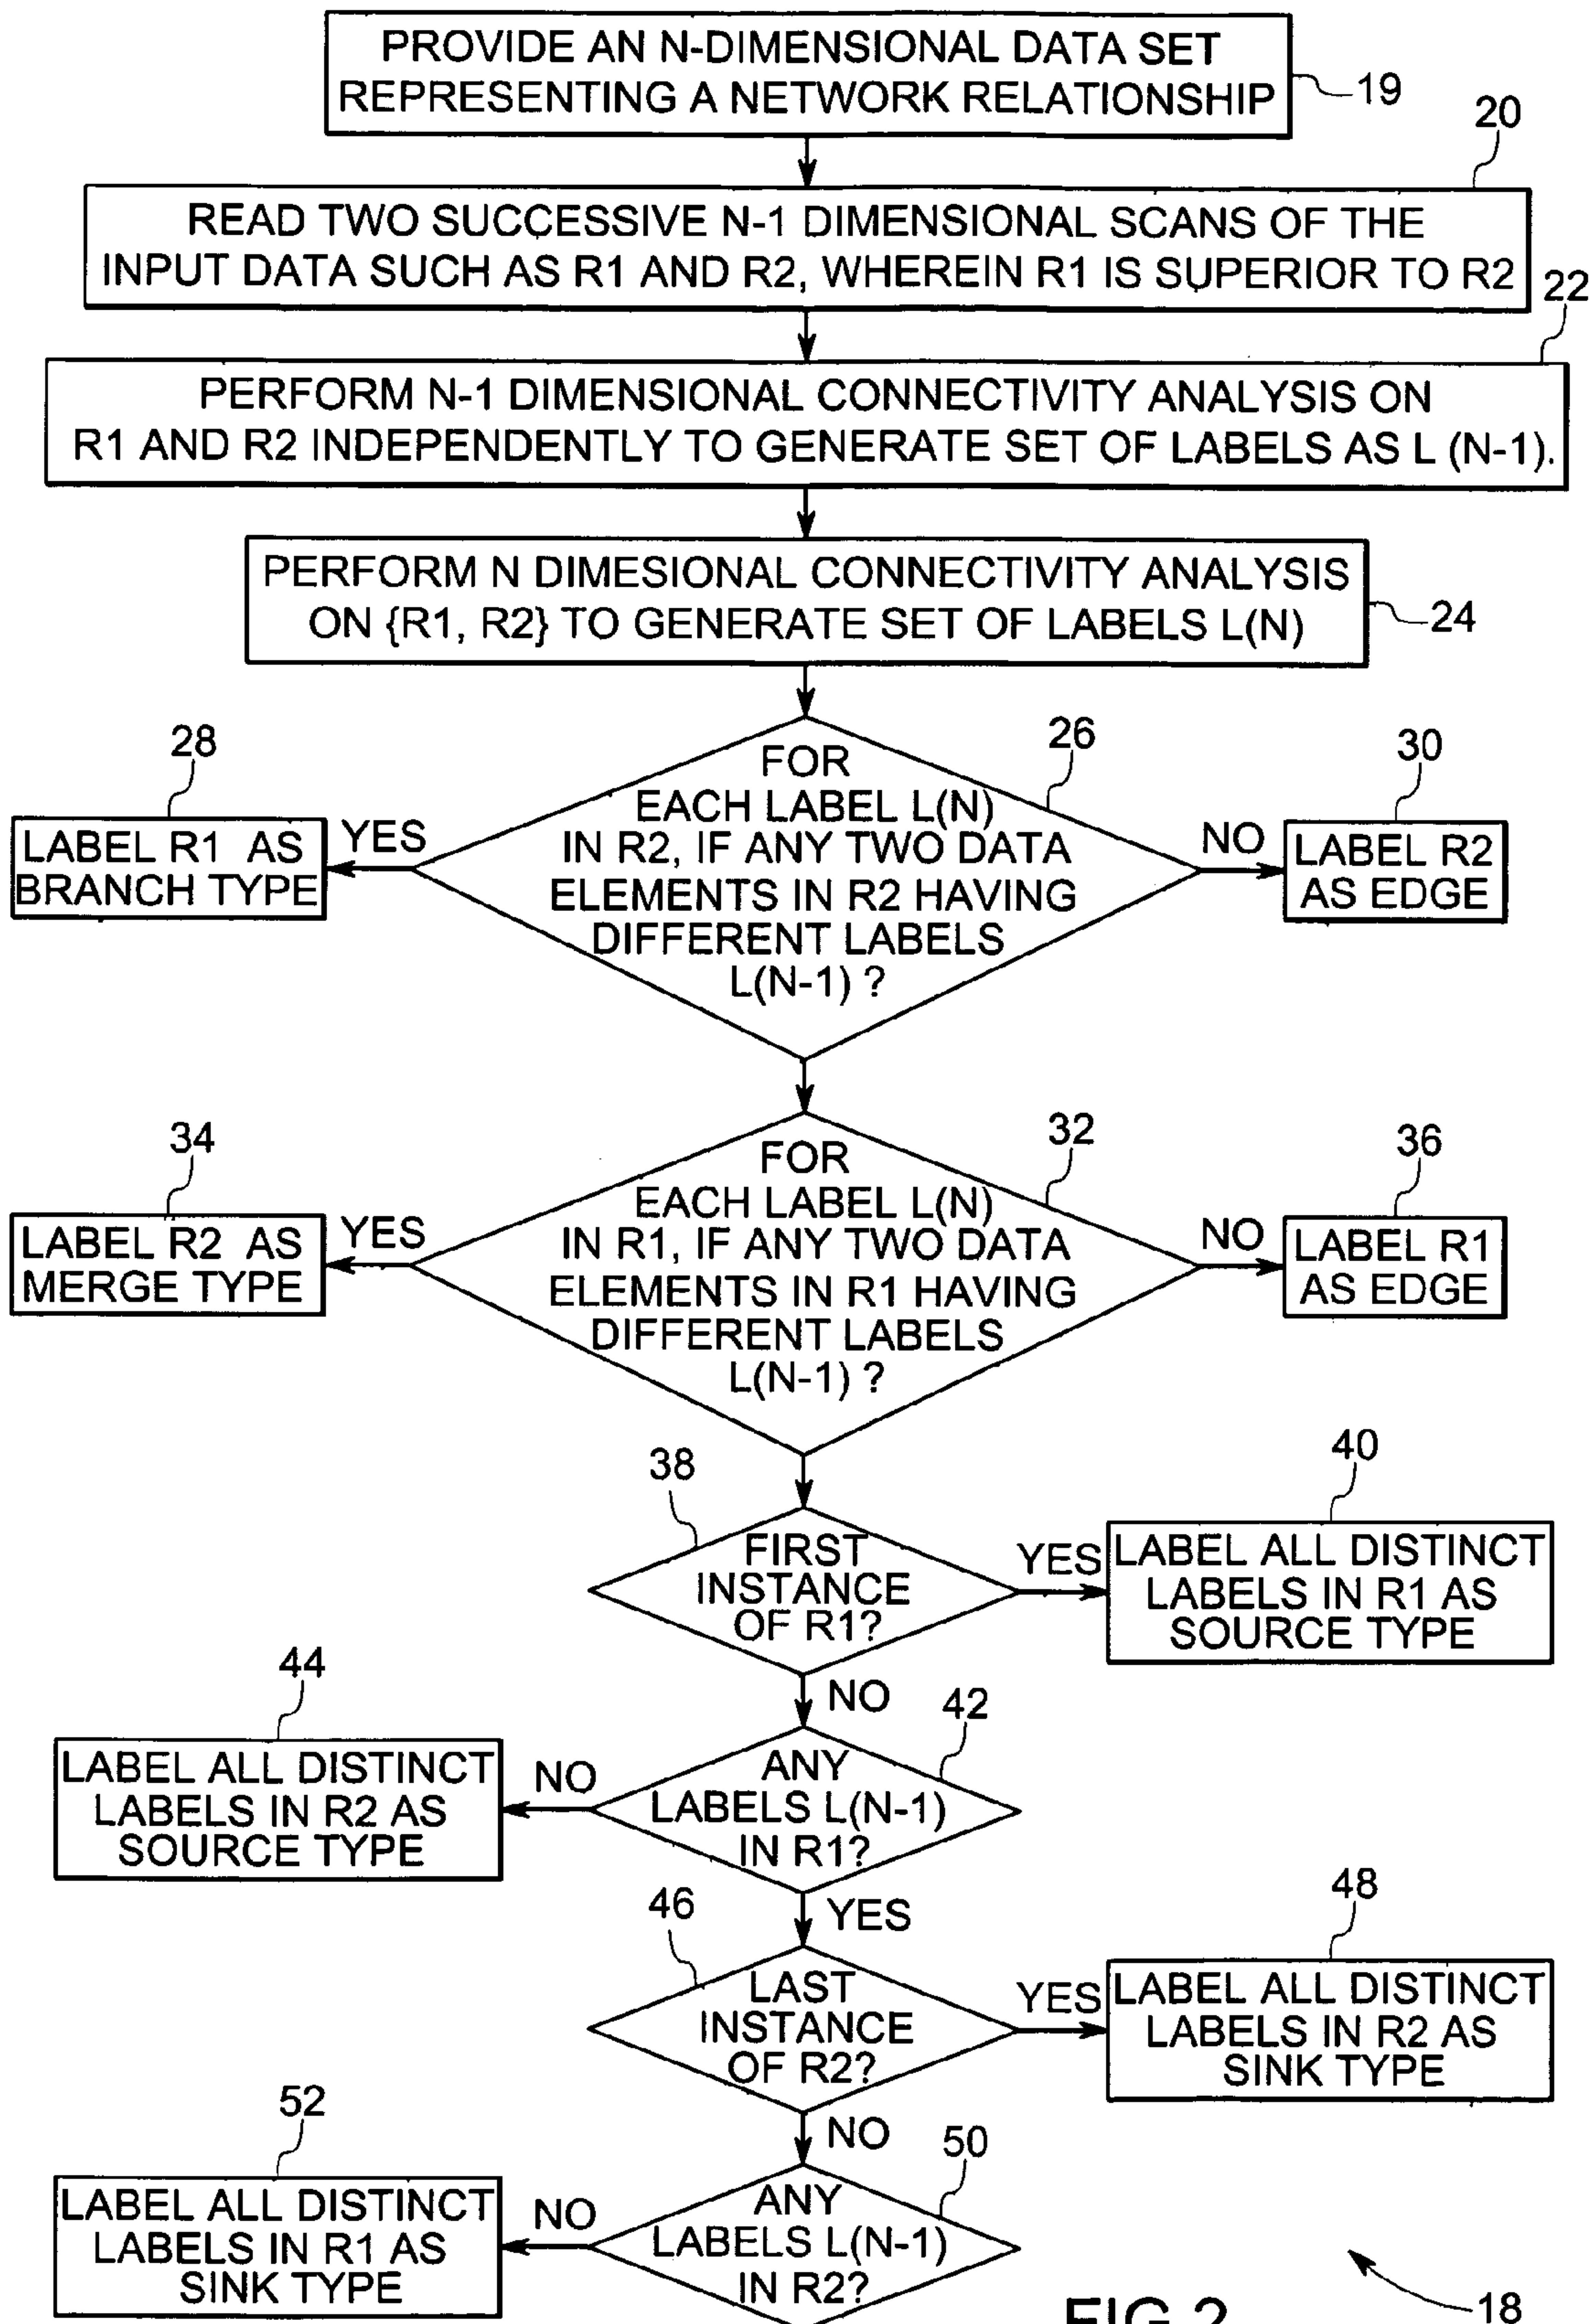 PROVIDE AN N-DIMENSIONAL DATA SET
REPRESENTING A NETWORK RELATIONSHIP
19
20
READ TWO SUCCESSIVE N-1 DIMENSIONAL SCANS OF THE
INPUT DATA SUCH AS R1 AND R2, WHEREIN R1 IS SUPERIOR TO R2
22
PERFORM N-1 DIMENSIONAL CONNECTIVITY ANALYSIS ON
R1 AND R2 INDEPENDENTLY TO GENERATE SET OF LABELS AS L (N-1).
PERFORM N DIMESIONAL CONNECTIVITY ANALYSIS
ON {R1, R2} TO GENERATE SET OF LABELS L(N)
24
28
26
30
FOR
EACH LABEL L(N)
IN R2, IF ANY TWO DATA
ELEMENTS IN R2 HAVING
DIFFERENT LABELS
L(N-1) ?
YES
LABEL R1 AS
BRANCH TYPE
NO
LABEL R2
AS EDGE
34
32
36
FOR
EACH LABEL L(N)
IN R1, IF ANY TWO DATA
ELEMENTS IN R1 HAVING
DIFFERENT LABELS
L(N-1) ?
YES
LABEL R2 AS
MERGE TYPE
NO
LABEL R1
AS EDGE
38
40
FIRST
INSTANCE
OF R1?
YES
LABEL ALL DISTINCT
LABELS IN R1 AS
SOURCE TYPE
NO
44
42
ANY
LABELS L(N-1)
IN R1?
NO
LABEL ALL DISTINCT
LABELS IN R2 AS
SOURCE TYPE
YES
46
48
LAST
INSTANCE
OF R2?
YES
LABEL ALL DISTINCT
LABELS IN R2 AS
SINK TYPE
NO
52
50
ANY
LABELS L(N-1)
IN R2?
NO
LABEL ALL DISTINCT
LABELS IN R1 AS
SINK TYPE
18
FIG.2